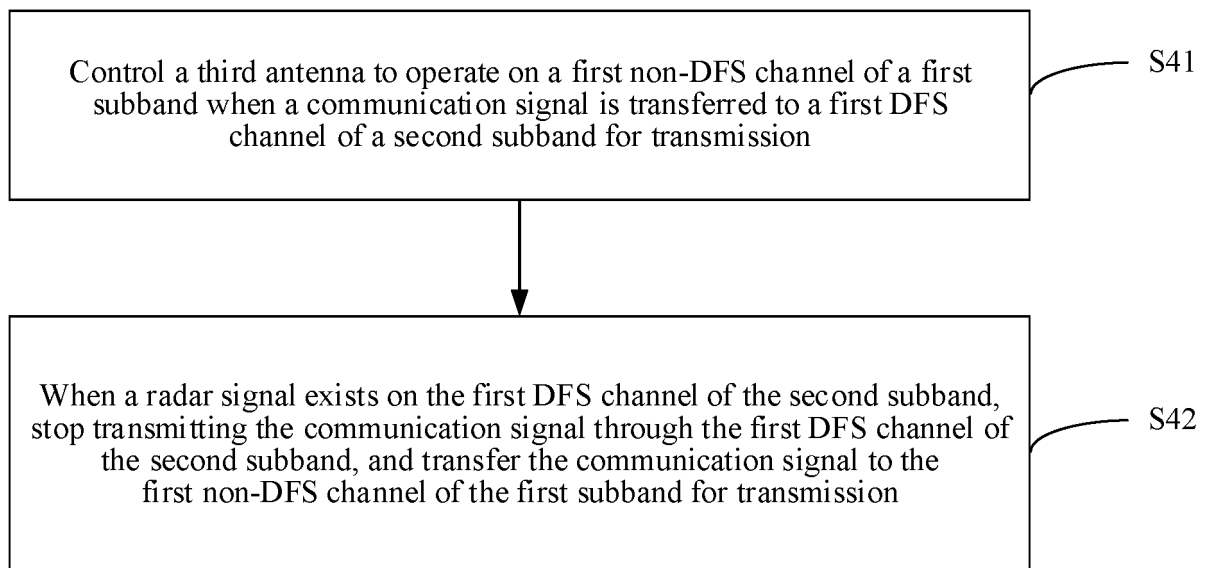 Control a third antenna to operate on a first non-DFS channel of a first
subband when a communication signal is transferred to a first DFS
channel of a second subband for transmission
S41
When a radar signal exists on the first DFS channel of the second subband,
stop transmitting the communication signal through the first DFS channel of
the second subband, and transfer the communication signal to the
first non-DFS channel of the first subband for transmission
S42